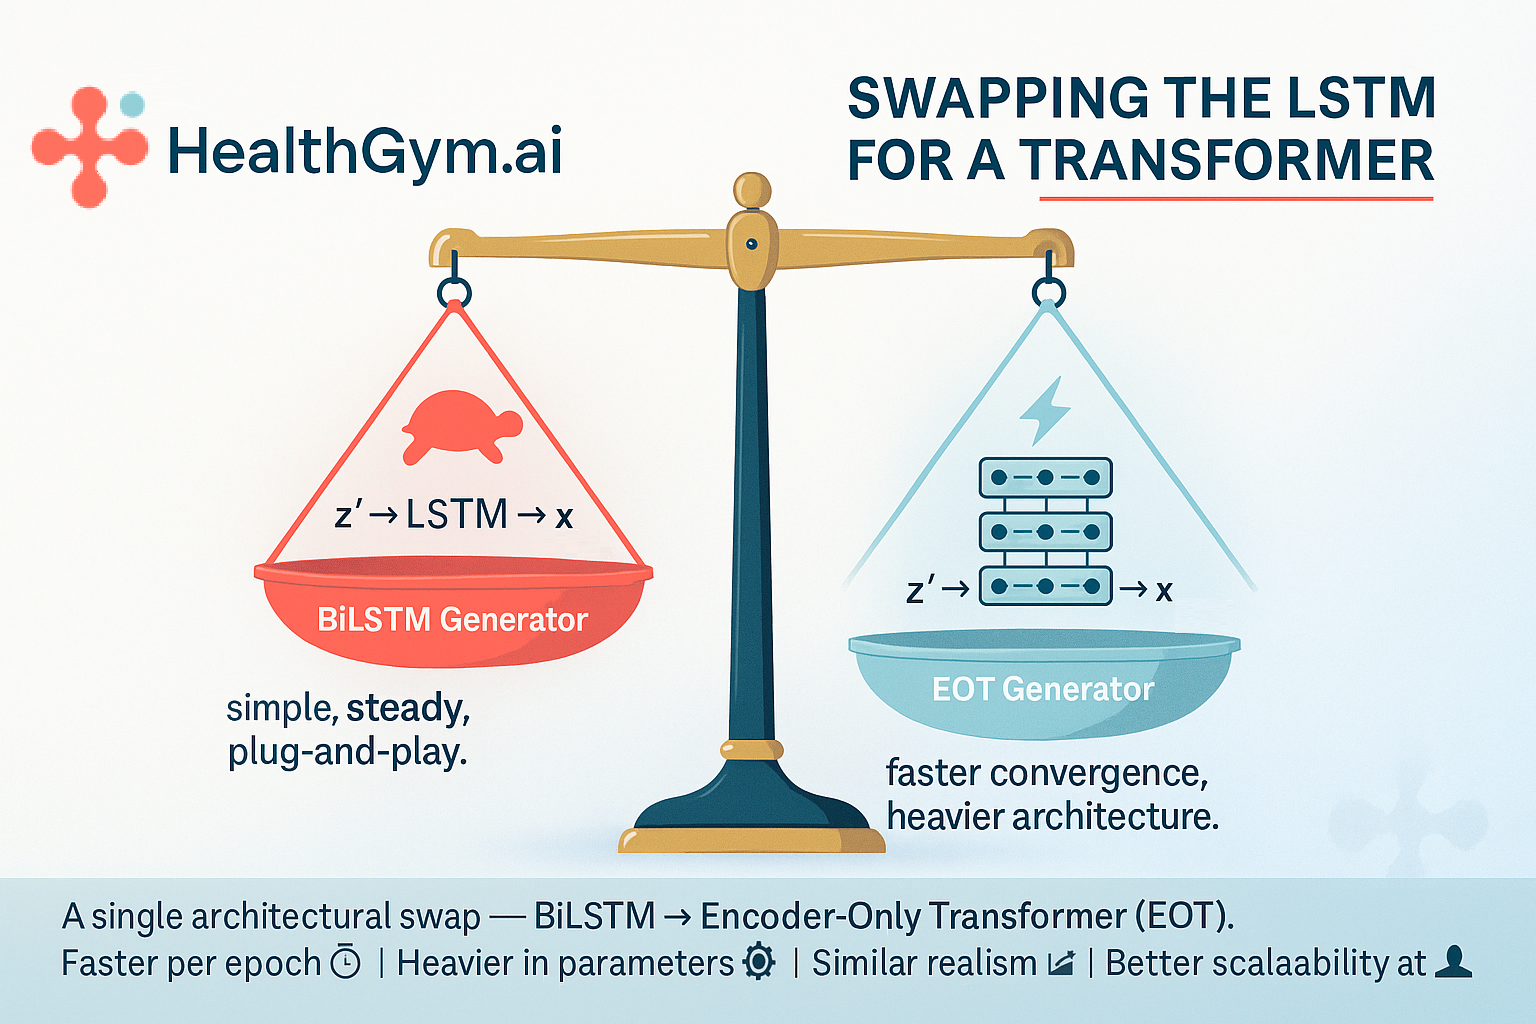 HealthGym.ai
SWAPPING THE LSTM
FOR A TRANSFORMER
z′→LSTM→x
BiLSTM Generator
simple, steady,
plug-and-play.
z′→ →x
EOT Generator
faster convergence,
heavier architecture.
A single architectural swap — BiLSTM → Encoder-Only Transformer (EOT).
Faster per epoch | Heavier in parameters | Similar realism | Better scalaability at